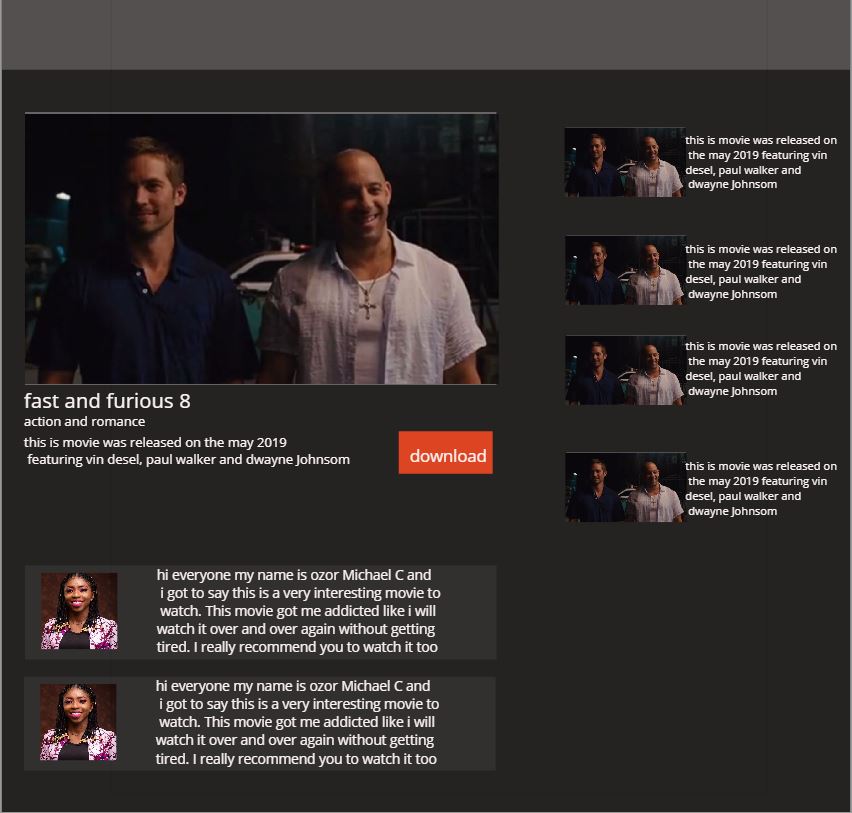 fast and furious 8
action and romance
this is movie was released on the may 2019
featuring vin desel, paul walker and dwayne Johnsom
download
hi everyone my name is ozor Michael C and
i got to say this is a very interesting movie to
watch. This movie got me addicted like i will
watch it over and over again without getting
tired. I really recommend you to watch it too
hi everyone my name is ozor Michael C and
i got to say this is a very interesting movie to
watch. This movie got me addicted like i will
watch it over and over again without getting
tired. I really recommend you to watch it too
this is movie was released on
the may 2019 featuring vin
desel, paul walker and
dwayne Johnsom
this is movie was released on
the may 2019 featuring vin
desel, paul walker and
dwayne Johnsom
this is movie was released on
the may 2019 featuring vin
desel, paul walker and
dwayne Johnsom
this is movie was released on
the may 2019 featuring vin
desel, paul walker and
dwayne Johnsom